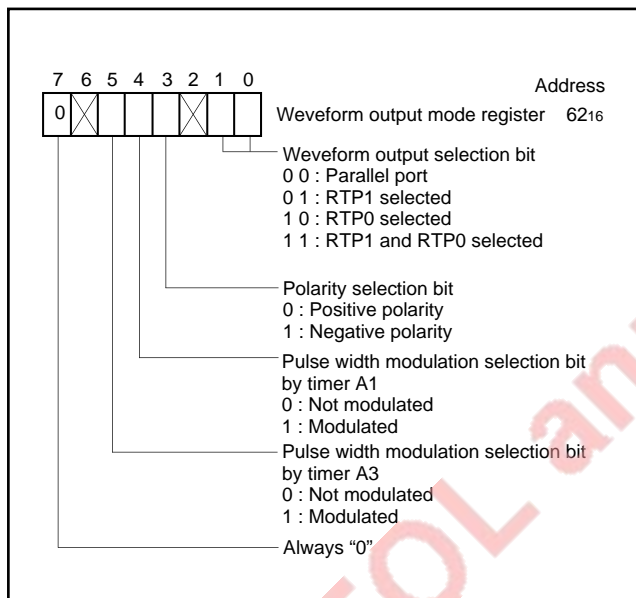 7 6 5 4 3 2 1 0
Address
0
Weveform output mode register 6216
Weveform output selection bit
0 0 : Parallel port
0 1 : RTP1 selected
1 0 : RTP0 selected
1 1 : RTP1 and RTP0 selected
Polarity selection bit
0 : Positive polarity
1 : Negative polarity
Pulse width modulation selection bit
by timer A1
0 : Not modulated
1 : Modulated
Pulse width modulation selection bit
by timer A3
0 : Not modulated
1 : Modulated
Always “0”
TOL an